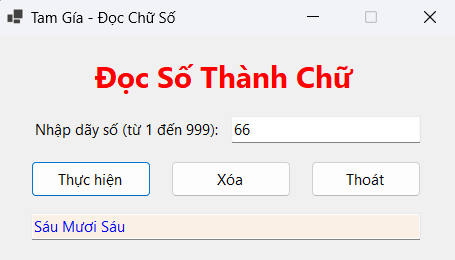 Tam Gía - Đọc Chữ Số
Đọc Số Thành Chữ
Nhập dãy số (từ 1 đến 999): 66
Thực hiện Xóa Thoát
Sáu Mươi Sáu